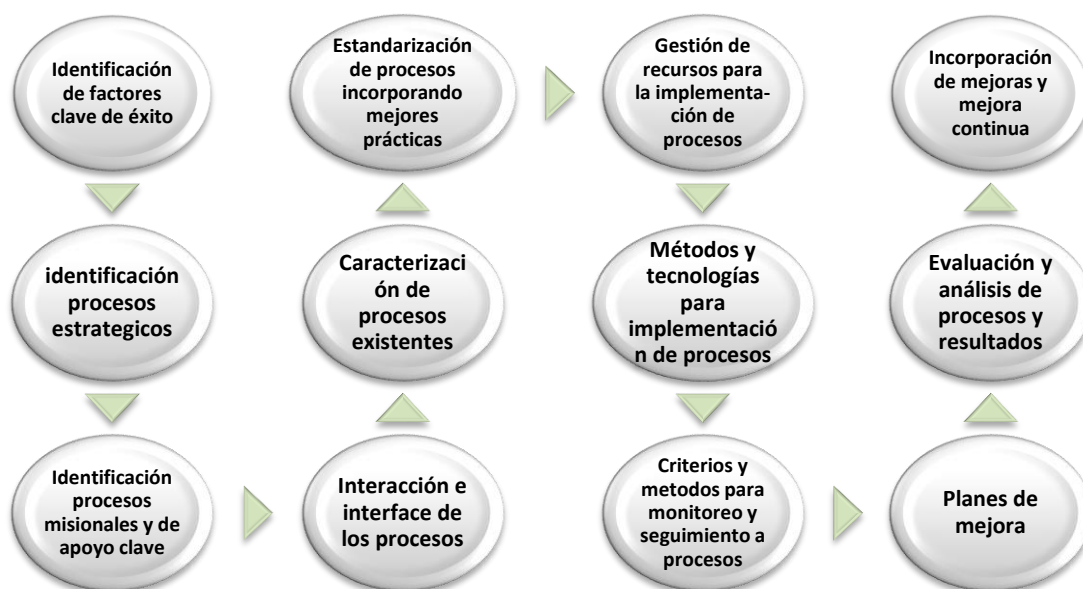 Identificación
de factores
clave de éxito
identificación
procesos
estrategicos
Identificación
procesos
misionales y de
apoyo clave
Interacción e
interface de
los procesos
Caracterizaci
ón de
procesos
existentes
Estandarización
de procesos
incorporando
mejores
prácticas
Gestión de
recursos para
la implementa-
ción de
procesos
Métodos y
tecnologías
para
implementació
n de procesos
Criterios y
metodos para
monitoreo y
seguimiento a
procesos
Planes de
mejora
Evaluación y
análisis de
procesos y
resultados
Incorporación
de mejoras y
mejora
continua